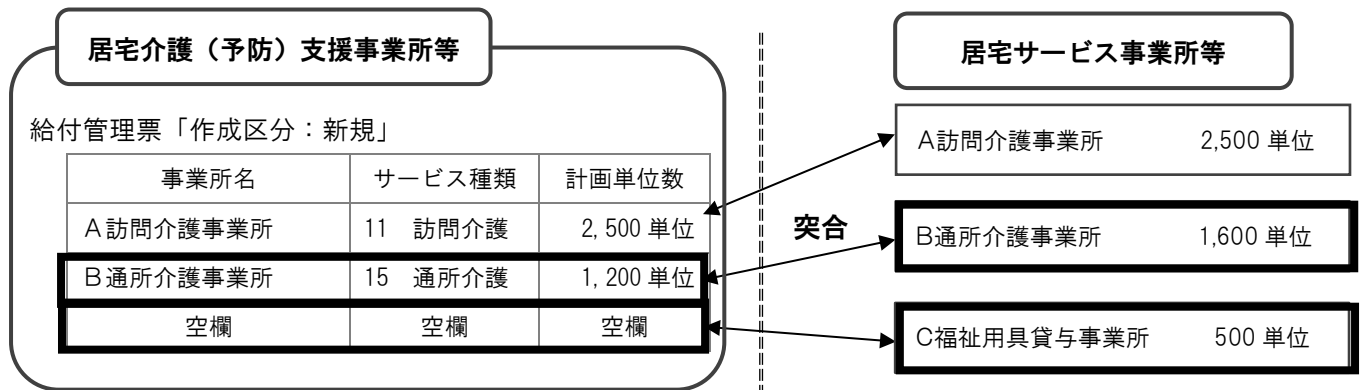 居宅介護（予防）支援事業所等
居宅サービス事業所等
給付管理票「作成区分：新規」
事業所名 サービス種類 計画単位数
A訪問介護事業所 11 訪問介護 2,500 単位
B通所介護事業所 15 通所介護 1,200 単位
空欄 空欄 空欄
突合
A訪問介護事業所 2,500 単位
B通所介護事業所 1,600 単位
C福祉用具貸与事業所 500 単位